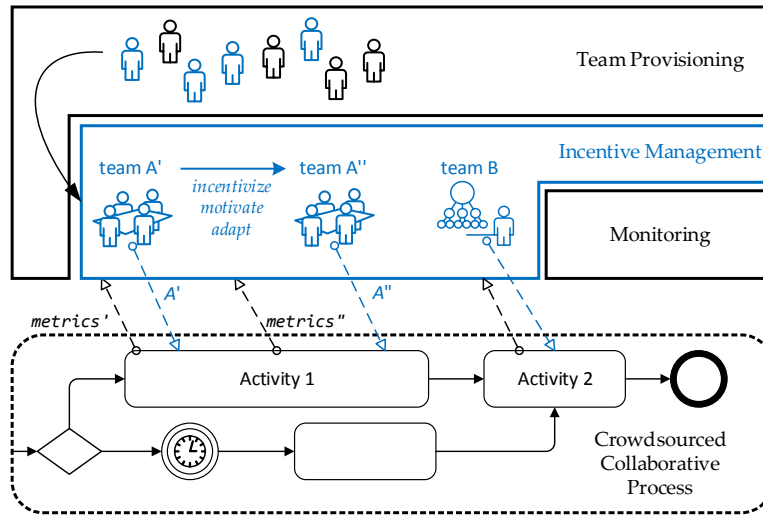 Team Provisioning
Incentive Management
team A'
team A''
team B
incentivize
motivate
adapt
Monitoring
A'
A"
metrics'
metrics"
Activity 1
Activity 2
Crowdsourced
Collaborative
Process